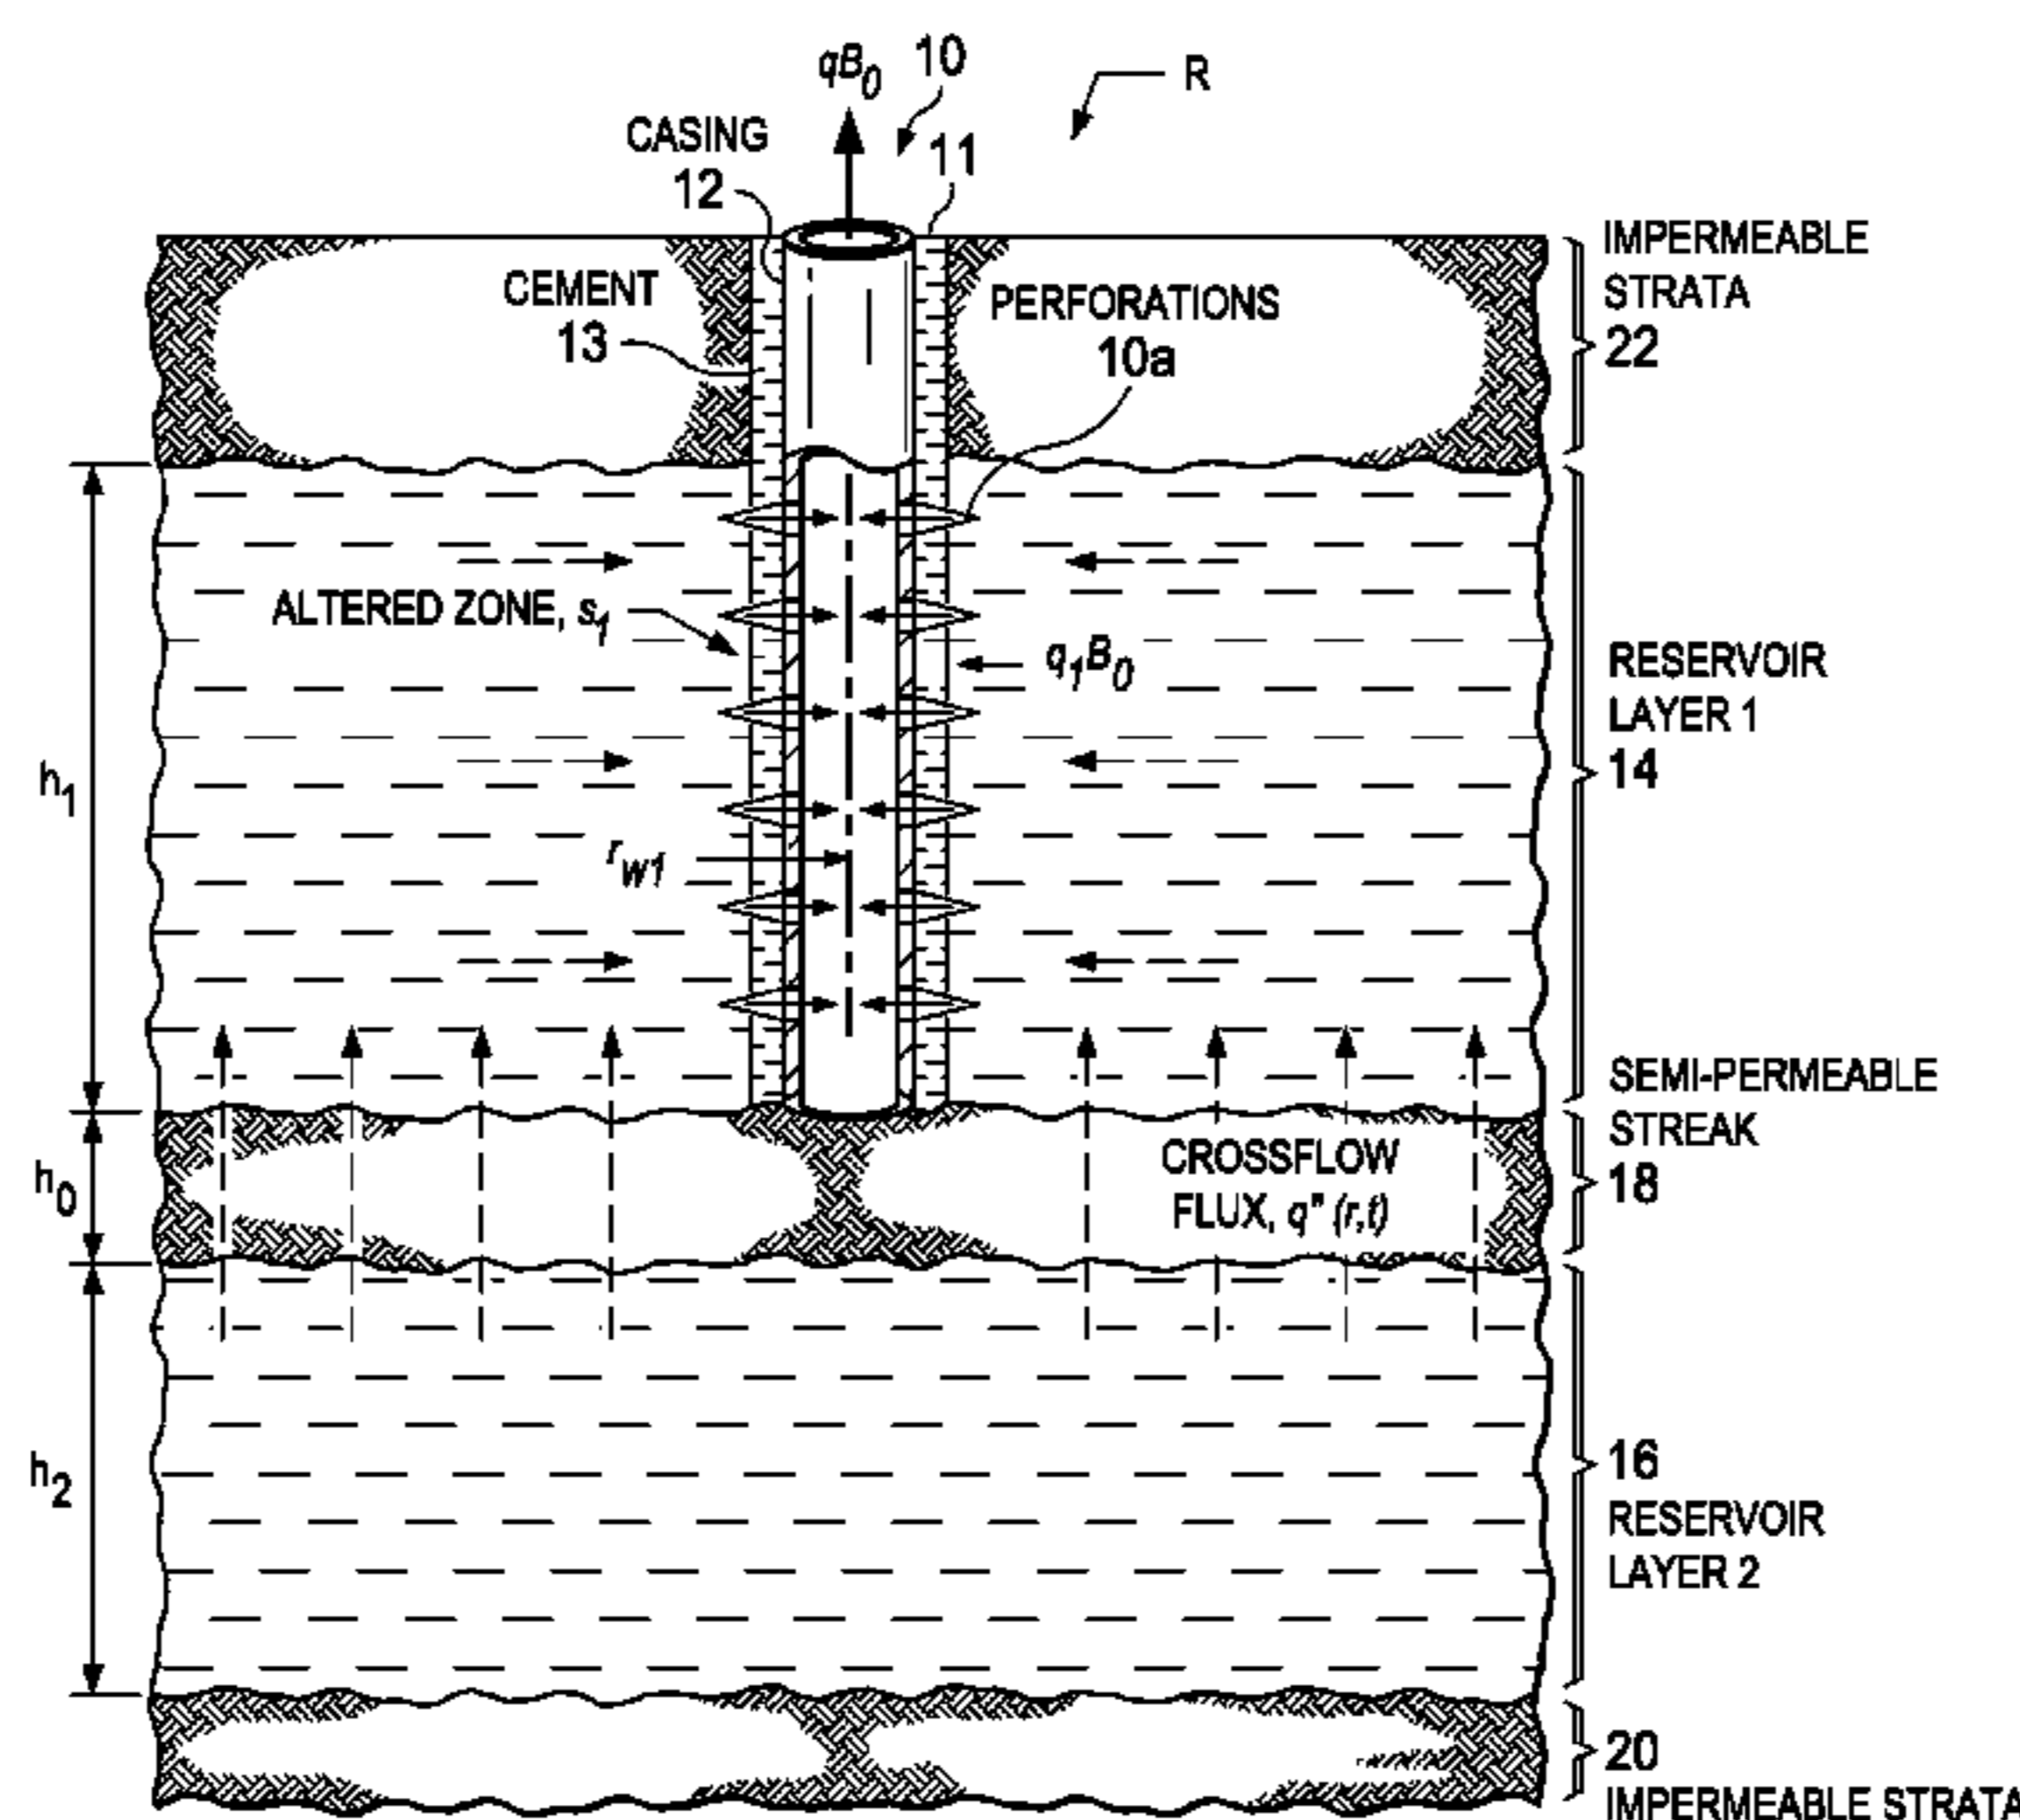 qB₀
10
R
CASING
12
11
IMPERMEABLE
STRATA
22
CEMENT
13
PERFORATIONS
10a
ALTERED ZONE, s₁
q₁B₀
RESERVOIR
LAYER 1
14
h₁
r_w1
SEMI-PERMEABLE
STREAK
18
h₀
CROSSFLOW
FLUX, q" (r,t)
h₂
16
RESERVOIR
LAYER 2
20
IMPERMEABLE STRATA